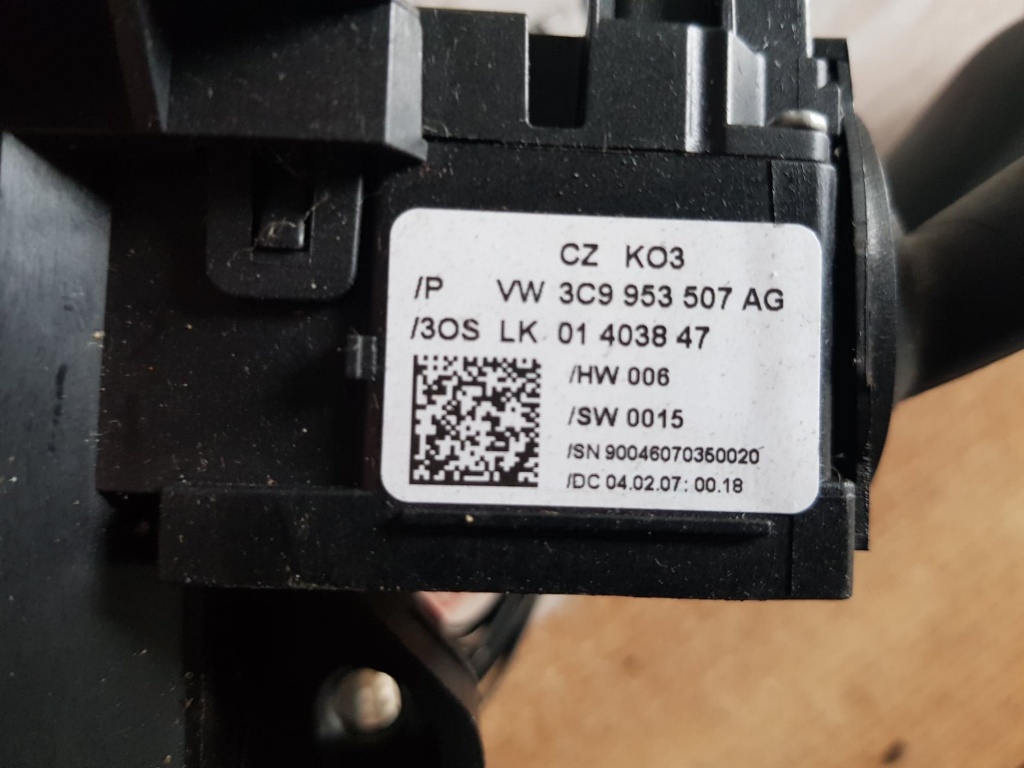 CZ KO3
/P VW 3C9 953 507 AG
/3OS LK 01 4038 47
/HW 006
/SW 0015
/SN 90046070350020
/DC 04.02.07: 00.18